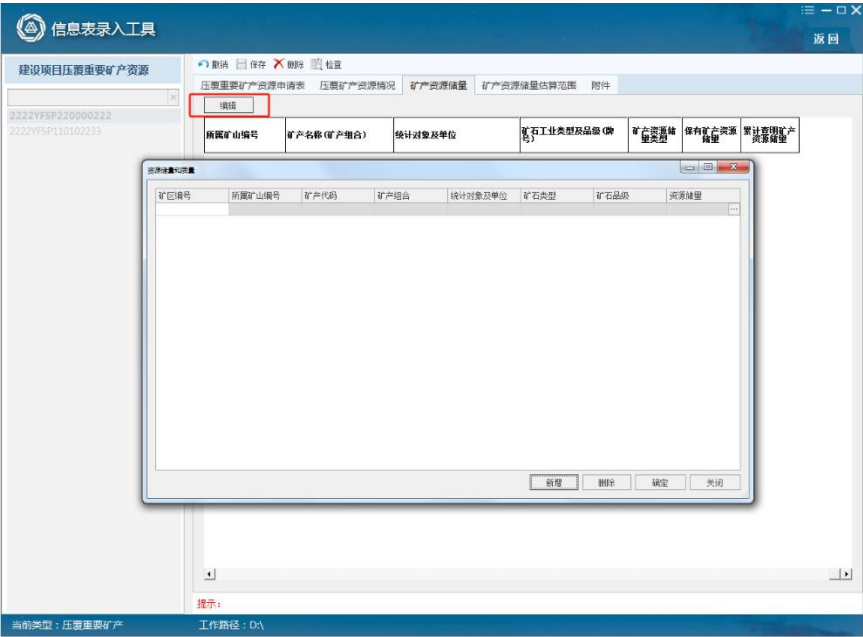 信息表录入工具
返回
建设项目压覆重要矿产资源
撤消 保存 删除 检查
压覆重要矿产资源申请表 压覆矿产资源情况 矿产资源储量 矿产资源储量估算范围 附件
编辑
2222YFSP220000222
2222YFSP110102233
所属矿山编号 矿产名称(矿产组合) 统计对象及单位 矿石工业类型及品级(牌号) 矿产资源储量类型 保有矿产资源储量 累计查明矿产资源储量
资源储量和质量
矿区编号 所属矿山编号 矿产代码 矿产组合 统计对象及单位 矿石类型 矿石品级 资源储量
...
新增 删除 确定 关闭
提示:
当前类型:压覆重要矿产 工作路径:D:\